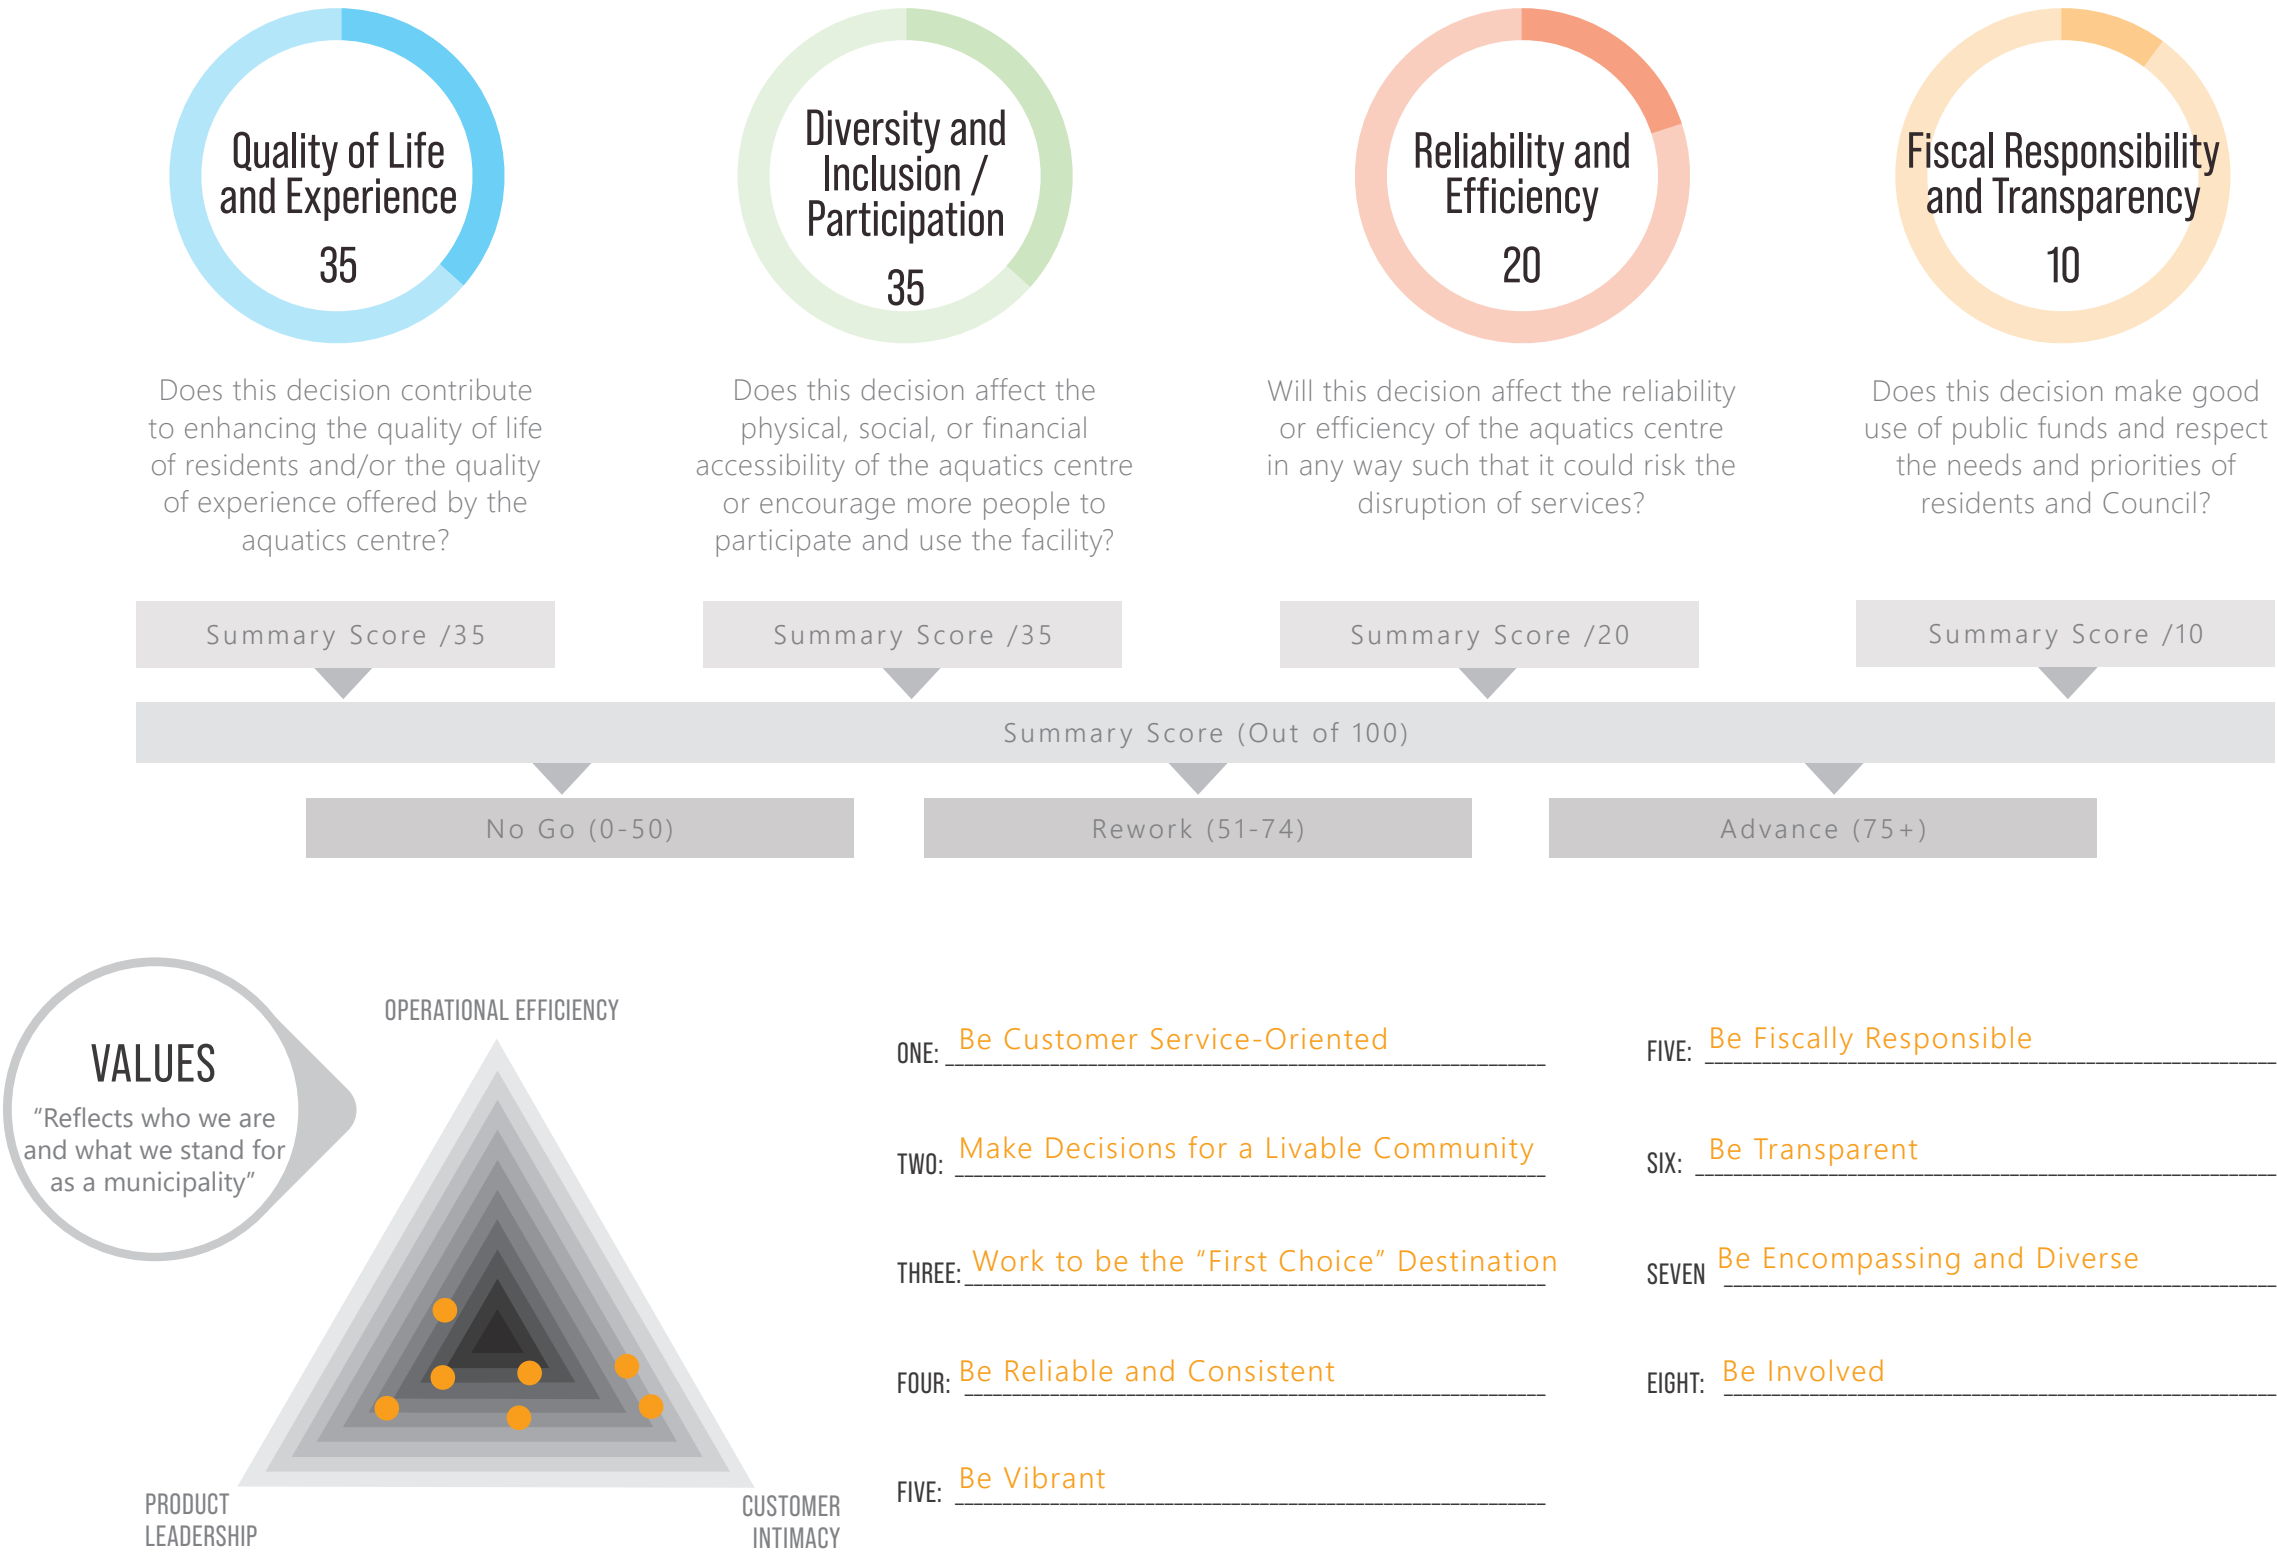 Quality of Life
and Experience
35
Diversity and
Inclusion /
Participation
35
Reliability and
Efficiency
20
Fiscal Responsibility
and Transparency
10
Does this decision contribute
to enhancing the quality of life
of residents and/or the quality
of experience offered by the
aquatics centre?
Does this decision affect the
physical, social, or financial
accessibility of the aquatics centre
or encourage more people to
participate and use the facility?
Will this decision affect the reliability
or efficiency of the aquatics centre
in any way such that it could risk the
disruption of services?
Does this decision make good
use of public funds and respect
the needs and priorities of
residents and Council?
Summary Score /35
Summary Score /35
Summary Score /20
Summary Score /10
Summary Score (Out of 100)
No Go (0-50)
Rework (51-74)
Advance (75+)
VALUES
“Reflects who we are
and what we stand for
as a municipality”
OPERATIONAL EFFICIENCY
PRODUCT
LEADERSHIP
CUSTOMER
INTIMACY
ONE: Be Customer Service-Oriented
TWO: Make Decisions for a Livable Community
THREE: Work to be the “First Choice” Destination
FOUR: Be Reliable and Consistent
FIVE: Be Vibrant
FIVE: Be Fiscally Responsible
SIX: Be Transparent
SEVEN Be Encompassing and Diverse
EIGHT: Be Involved